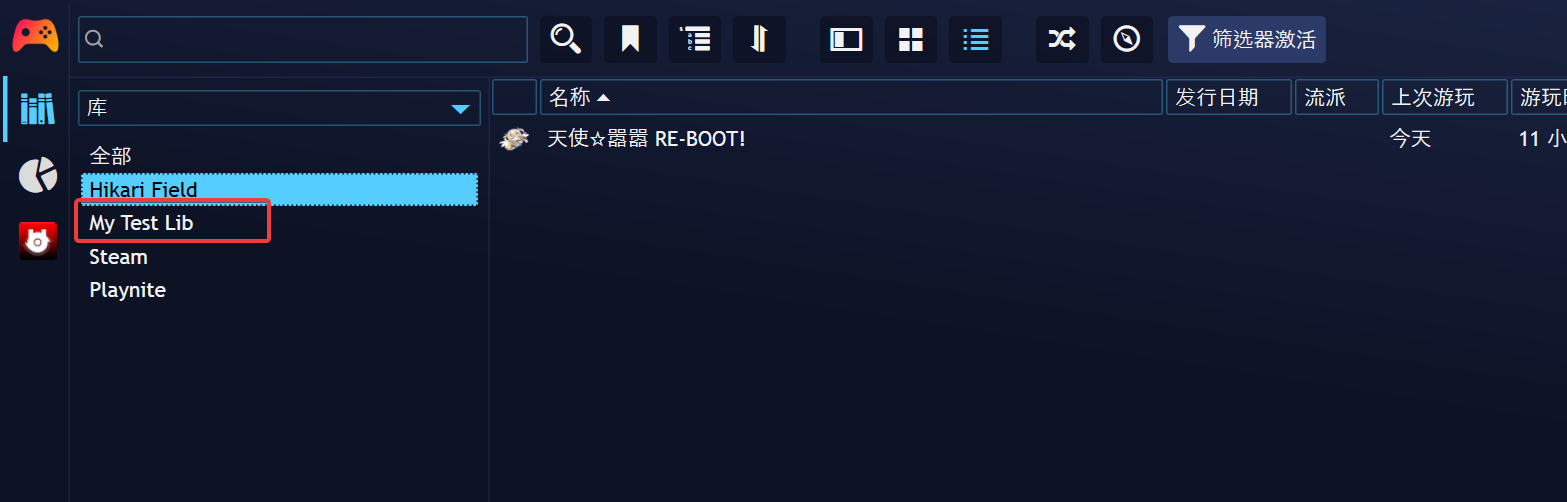 筛选器激活
库
全部
Hikari Field
My Test Lib
Steam
Playnite
名称 发行日期 流派 上次游玩 游玩
天使☆嚣嚣 RE-BOOT! 今天 11 小